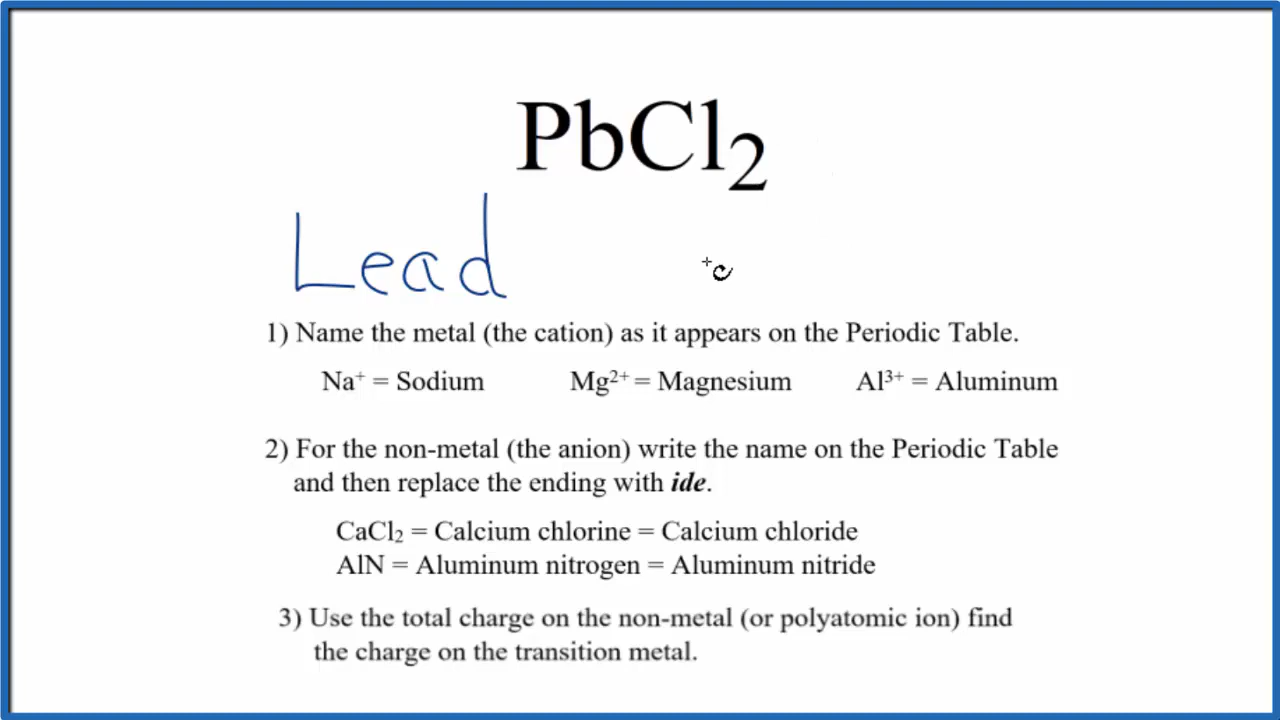 PbCl₂
Lead
1) Name the metal (the cation) as it appears on the Periodic Table.
Na⁺ = Sodium Mg²⁺ = Magnesium Al³⁺ = Aluminum
2) For the non-metal (the anion) write the name on the Periodic Table
and then replace the ending with ide.
CaCl₂ = Calcium chlorine = Calcium chloride
AlN = Aluminum nitrogen = Aluminum nitride
3) Use the total charge on the non-metal (or polyatomic ion) find
the charge on the transition metal.